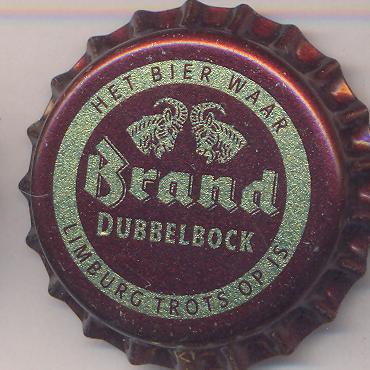 HET BIER WAAR
Brand
DUBBELBOCK
LIMBURG TROTS OP IS